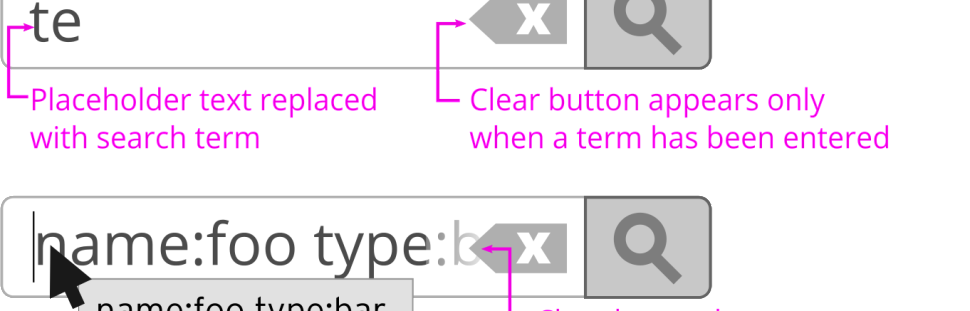 te
X
Placeholder text replaced
with search term
Clear button appears only
when a term has been entered
name:foo type:b
X
name:foo type:bar